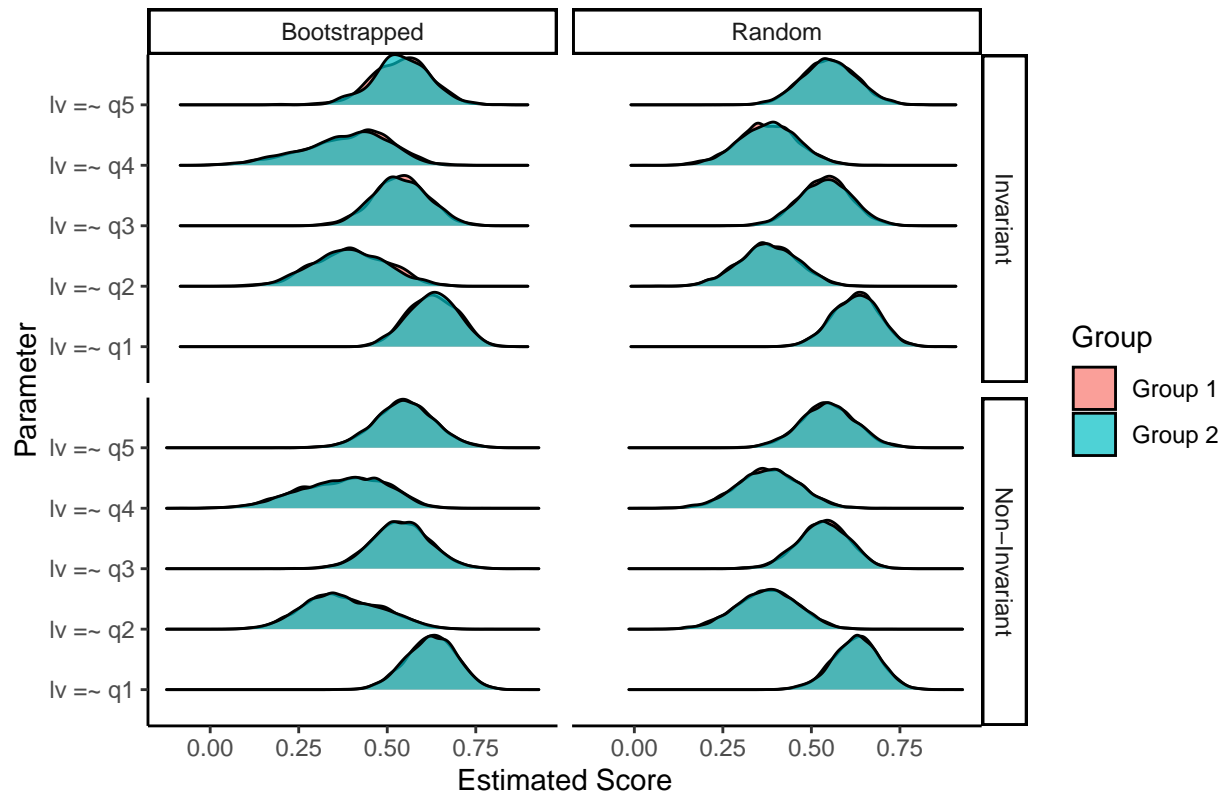 Bootstrapped
Random
lv =~ q5
lv =~ q4
lv =~ q3
lv =~ q2
lv =~ q1
Invariant
lv =~ q5
lv =~ q4
lv =~ q3
lv =~ q2
lv =~ q1
Non−Invariant
Parameter
0.00 0.25 0.50 0.75
0.00 0.25 0.50 0.75
Estimated Score
Group
Group 1
Group 2